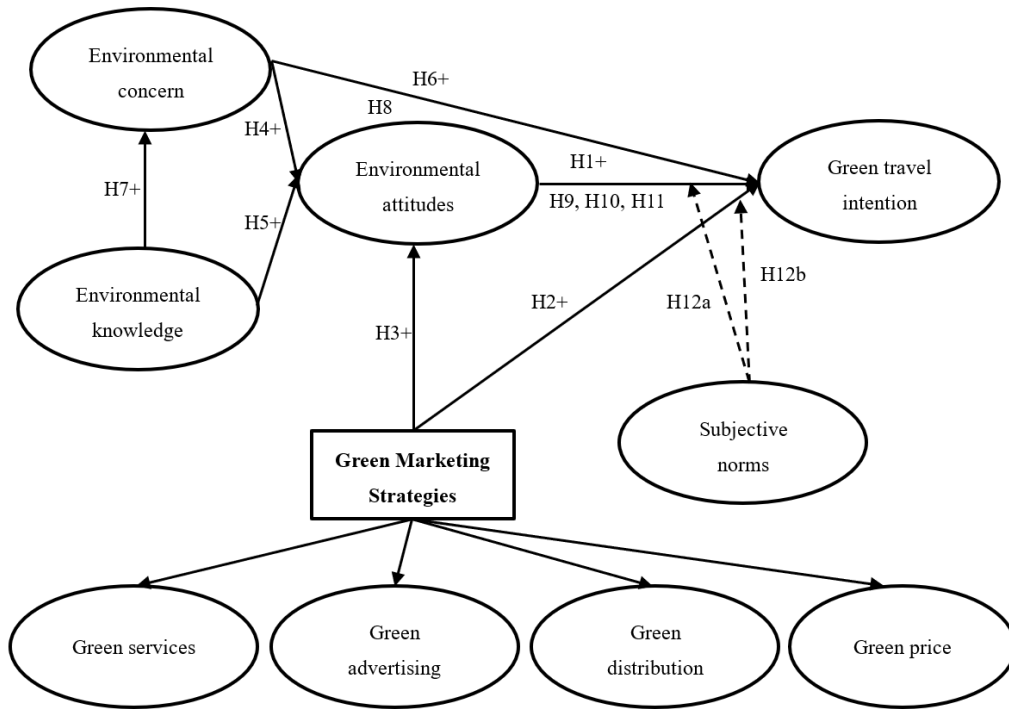 Environmental
concern
H6+
H8
H4+
H1+
Environmental
attitudes
Green travel
intention
H7+
H9, H10, H11
H5+
Environmental
knowledge
H12b
H2+
H12a
H3+
Subjective
norms
Green Marketing
Strategies
Green services
Green
advertising
Green
distribution
Green price